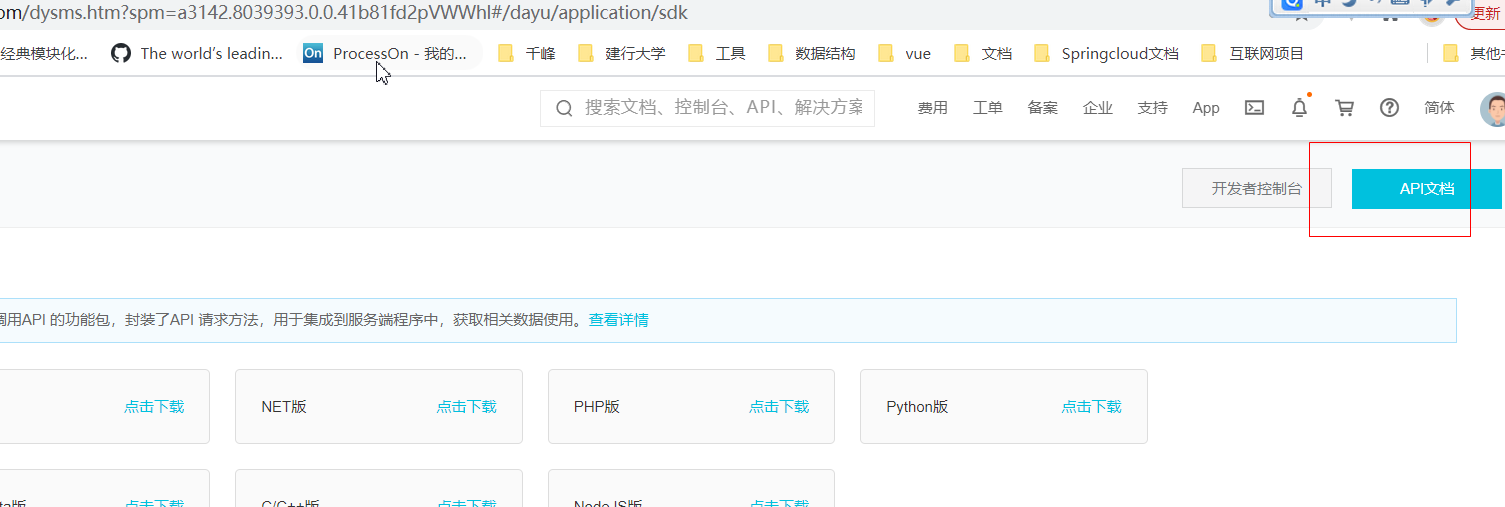 om/dysms.htm?spm=a3142.8039393.0.0.41b81fd2pVWWhl#/dayu/application/sdk
更新
经典模块化... The world's leadin... On ProcessOn - 我的... 千峰 建行大学 工具 数据结构 vue 文档 Springcloud文档 互联网项目 其他
搜索文档、控制台、API、解决方案 费用 工单 备案 企业 支持 App 简体
开发者控制台 API文档
调用API 的功能包，封装了API 请求方法，用于集成到服务端程序中，获取相关数据使用。查看详情
点击下载 NET版 点击下载 PHP版 点击下载 Python版 点击下载
ta版 点击下载 C/C++版 点击下载 NodeJS版 点击下载